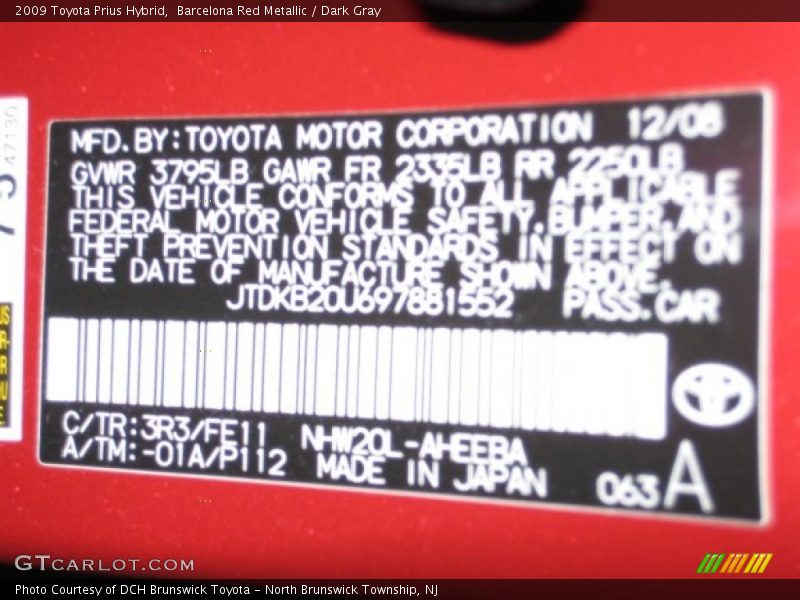 2009 Toyota Prius Hybrid,  Barcelona Red Metallic / Dark Gray
47130
MFD.BY:TOYOTA MOTOR CORPORATION 12/08
GVWR 3795LB GAWR FR 2335LB RR 2250LB
THIS VEHICLE CONFORMS TO ALL APPLICABLE
FEDERAL MOTOR VEHICLE SAFETY,BUMPER,AND
THEFT PREVENTION STANDARDS IN EFFECT ON
THE DATE OF MANUFACTURE SHOWN ABOVE.
JTDKB20U697881552 PASS.CAR
C/TR:3R3/FE11 NHW20L-AHEEBA
A/TM:-01A/P112 MADE IN JAPAN 063 A
GTCARLOT.COM
Photo Courtesy of DCH Brunswick Toyota - North Brunswick Township, NJ